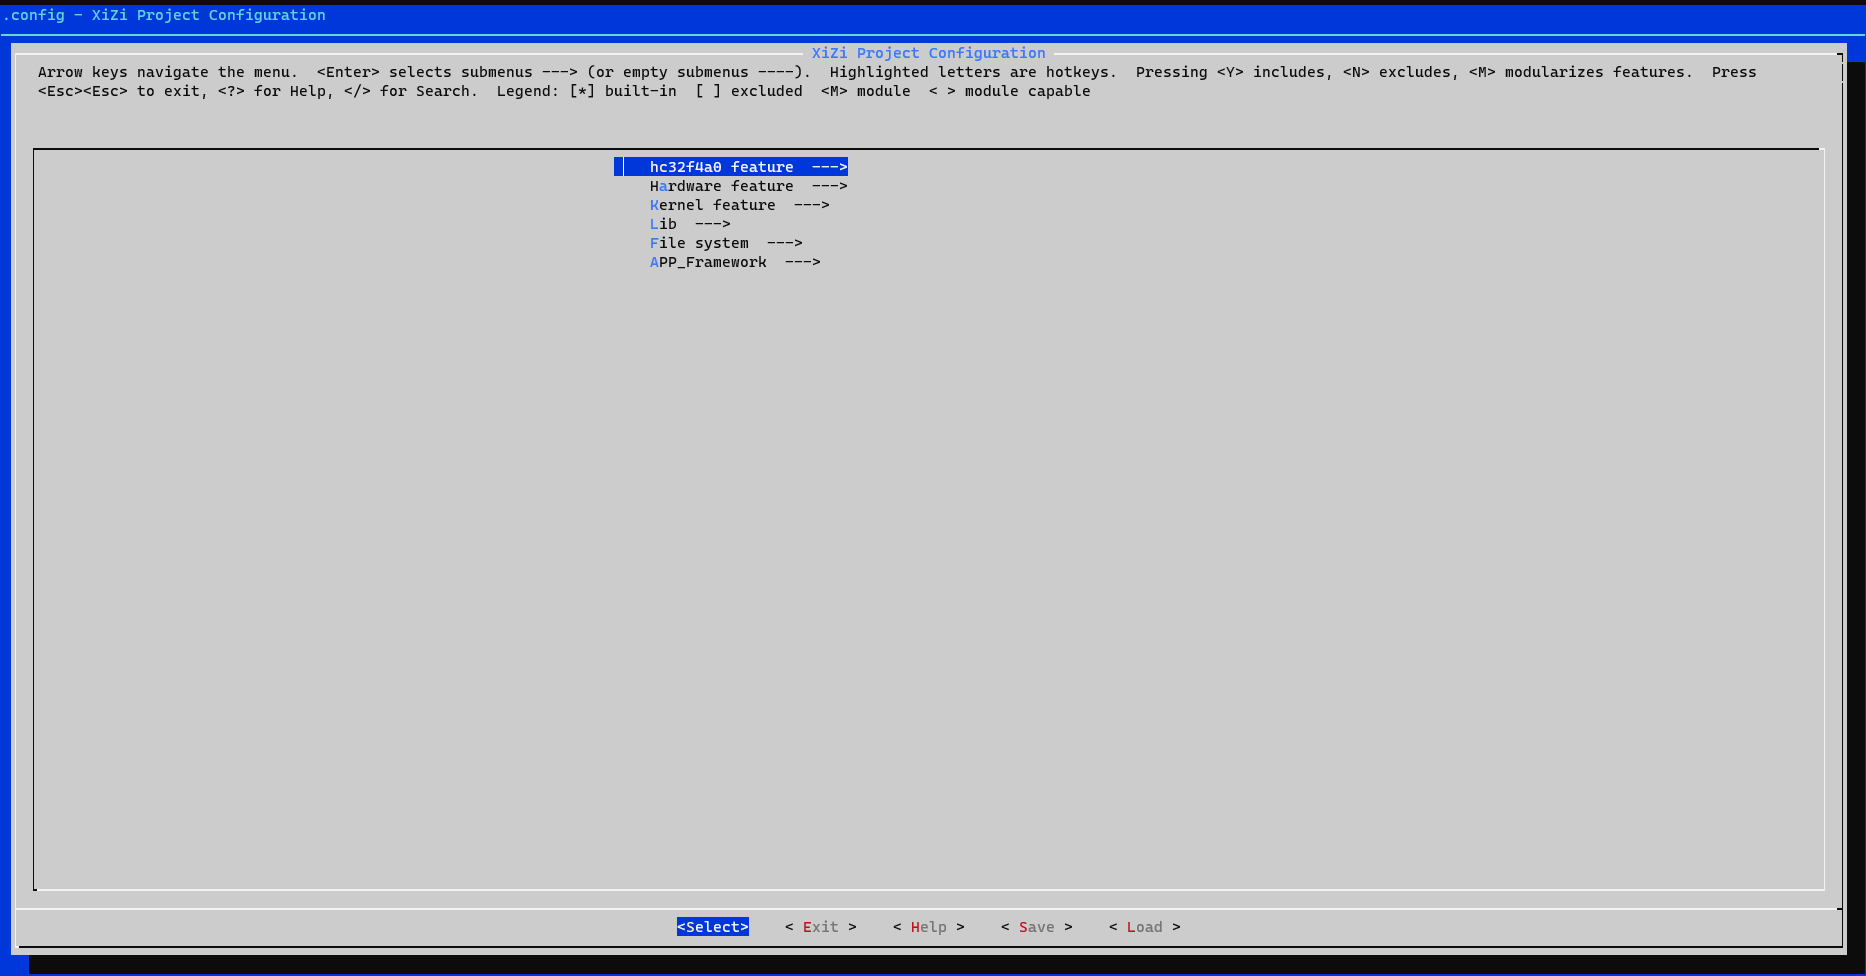 .config - XiZi Project Configuration
XiZi Project Configuration
Arrow keys navigate the menu.  <Enter> selects submenus ---> (or empty submenus ----).  Highlighted letters are hotkeys.  Pressing <Y> includes, <N> excludes, <M> modularizes features.  Press
<Esc><Esc> to exit, <?> for Help, </> for Search.  Legend: [*] built-in  [ ] excluded  <M> module  < > module capable
hc32f4a0 feature  --->
Hardware feature  --->
Kernel feature  --->
Lib  --->
File system  --->
APP_Framework  --->
<Select>    < Exit >    < Help >    < Save >    < Load >